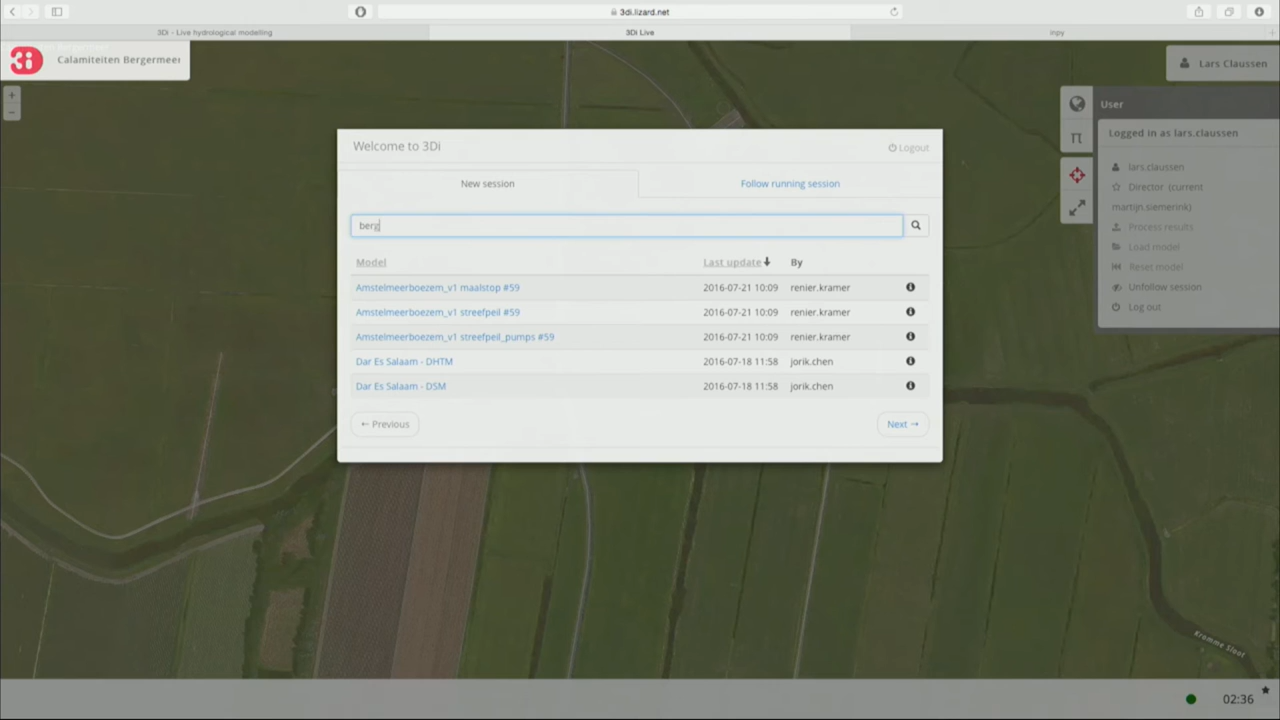 3di.lizard.net
3Di - Live hydrological modelling
3Di Live
inpy
3i
Calamiteiten Bergermeer
Lars Claussen
+
-
User
Logged in as lars.claussen
lars claussen
Director (current
martijn.siemerink)
Process results
Load model
Reset model
Unfollow session
Log out
Welcome to 3Di
Logout
New session
Follow running session
berg
Model
Last update
By
Amstelmeerboezem_v1 maalstop #59
2016-07-21 10:09
renier.kramer
Amstelmeerboezem_v1 streefpeil #59
2016-07-21 10:09
renier.kramer
Amstelmeerboezem_v1 streefpeil_pumps #59
2016-07-21 10:09
renier.kramer
Dar Es Salaam - DHTM
2016-07-18 11:58
jorik.chen
Dar Es Salaam - DSM
2016-07-18 11:58
jorik.chen
← Previous
Next →
Kromme Sloot
02:36